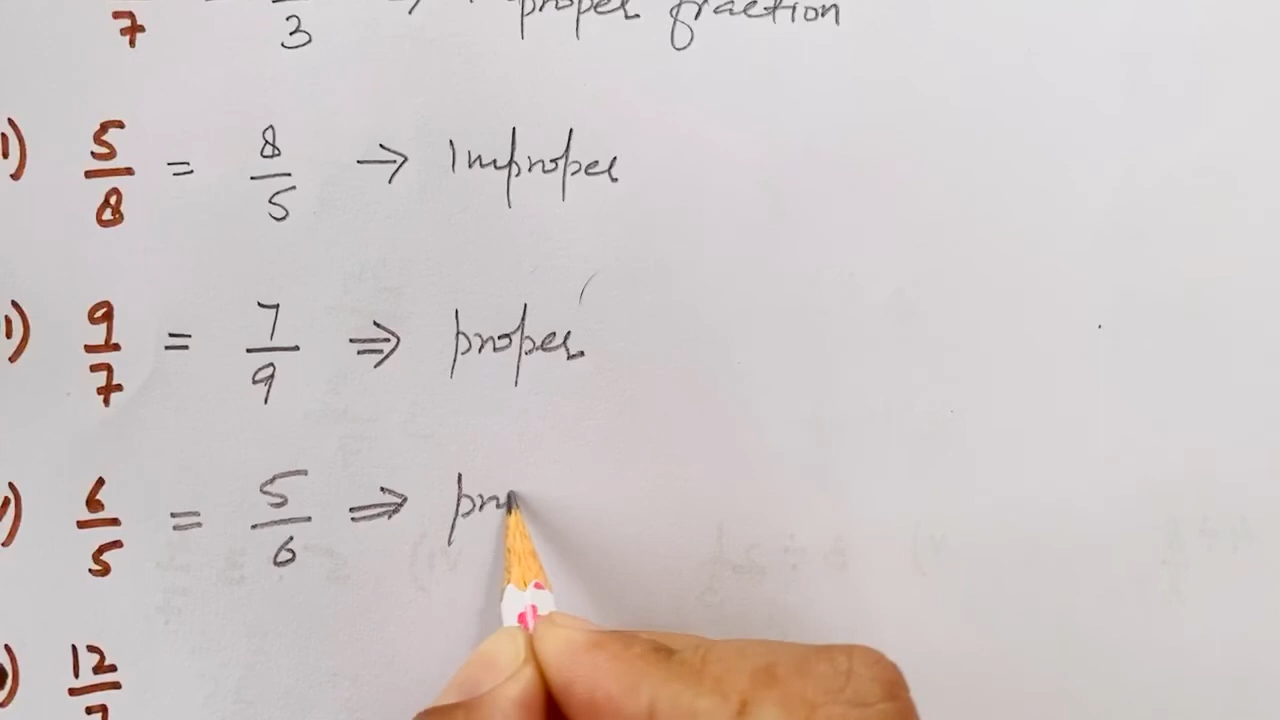 7 3 proper fraction
) 5/8 = 8/5 → Improper
) 9/7 = 7/9 ⇒ proper
) 6/5 = 5/6 ⇒ pro
) 12/7